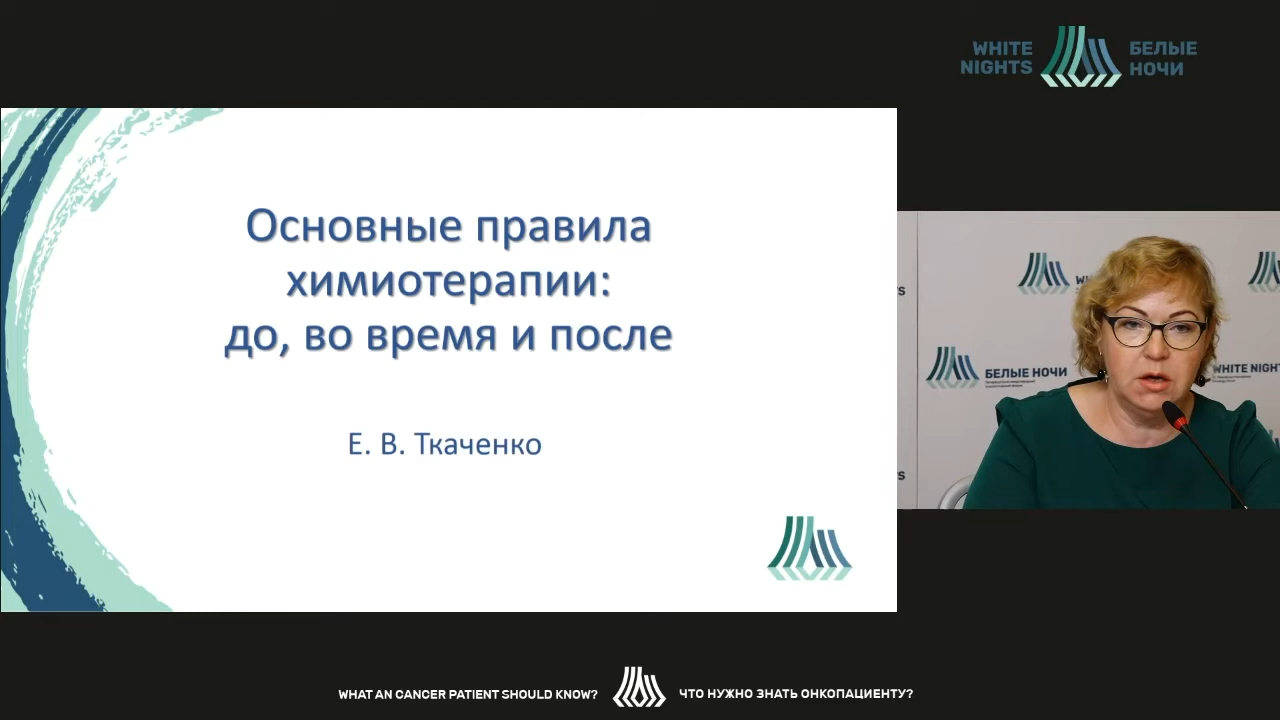 WHITE
NIGHTS
БЕЛЫЕ
НОЧИ
Основные правила
химиотерапии:
до, во время и после
Е. В. Ткаченко
БЕЛЫЕ НОЧИ
WHITE NIGH
WHAT AN CANCER PATIENT SHOULD KNOW?
ЧТО НУЖНО ЗНАТЬ ОНКОПАЦИЕНТУ?